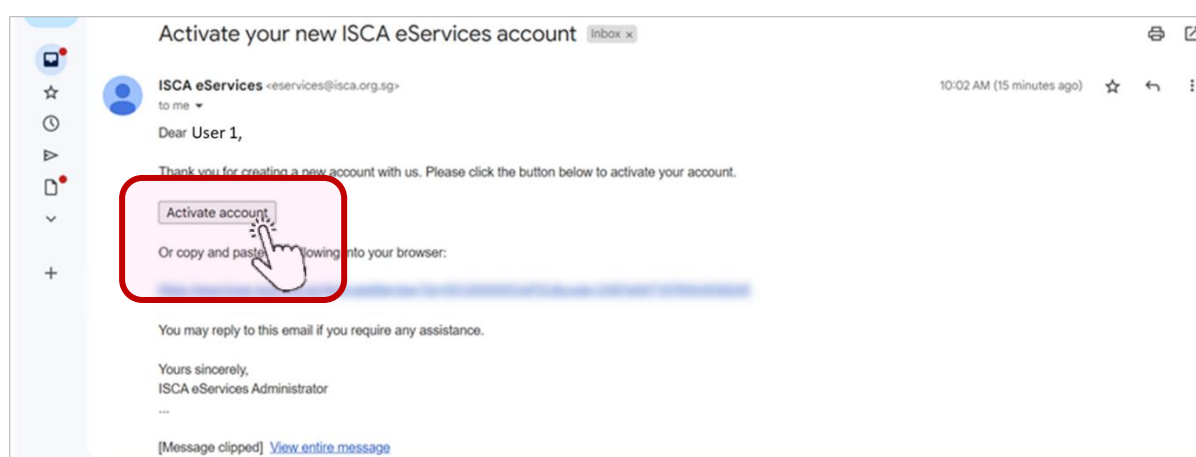 Activate your new ISCA eServices account Inbox x
ISCA eServices <eservices@isca.org.sg> 10:02 AM (15 minutes ago)
to me
Dear User 1,
Thank you for creating a new account with us. Please click the button below to activate your account.
Activate account
Or copy and paste following into your browser:
You may reply to this email if you require any assistance.
Yours sincerely,
ISCA eServices Administrator
...
[Message clipped] View entire message